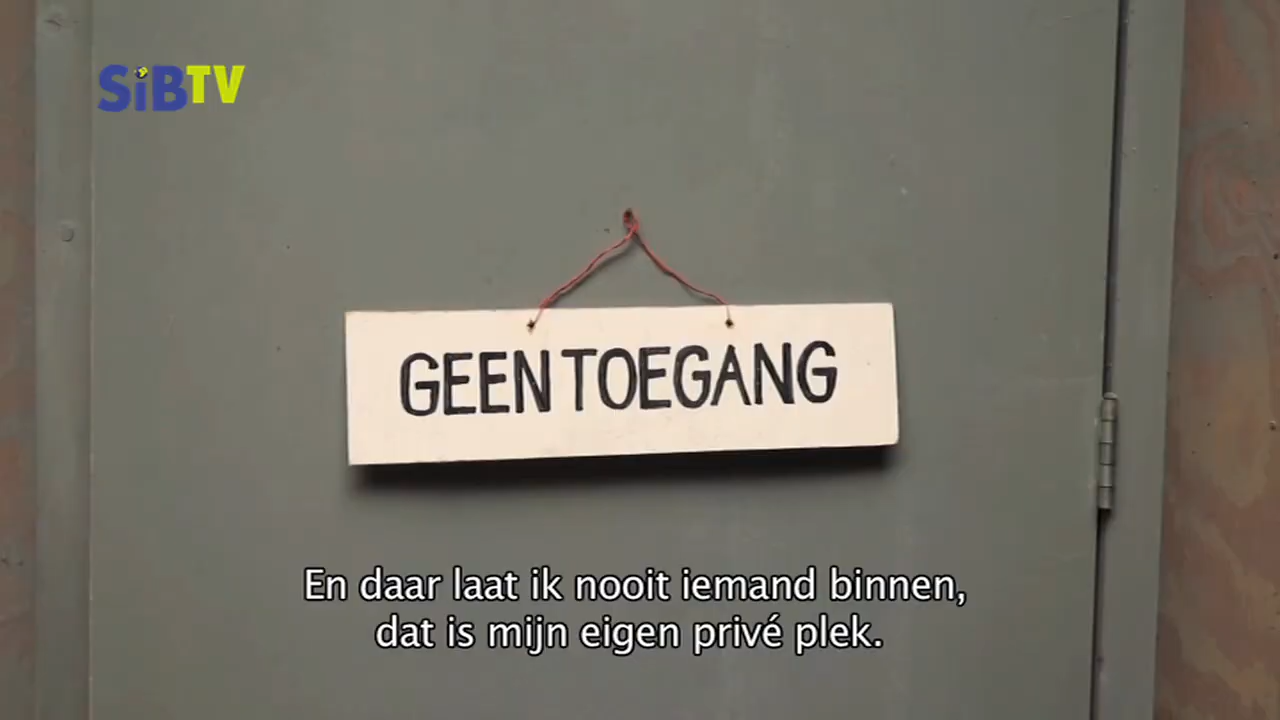 SiBTV
GEEN TOEGANG
En daar laat ik nooit iemand binnen,
dat is mijn eigen privé plek.